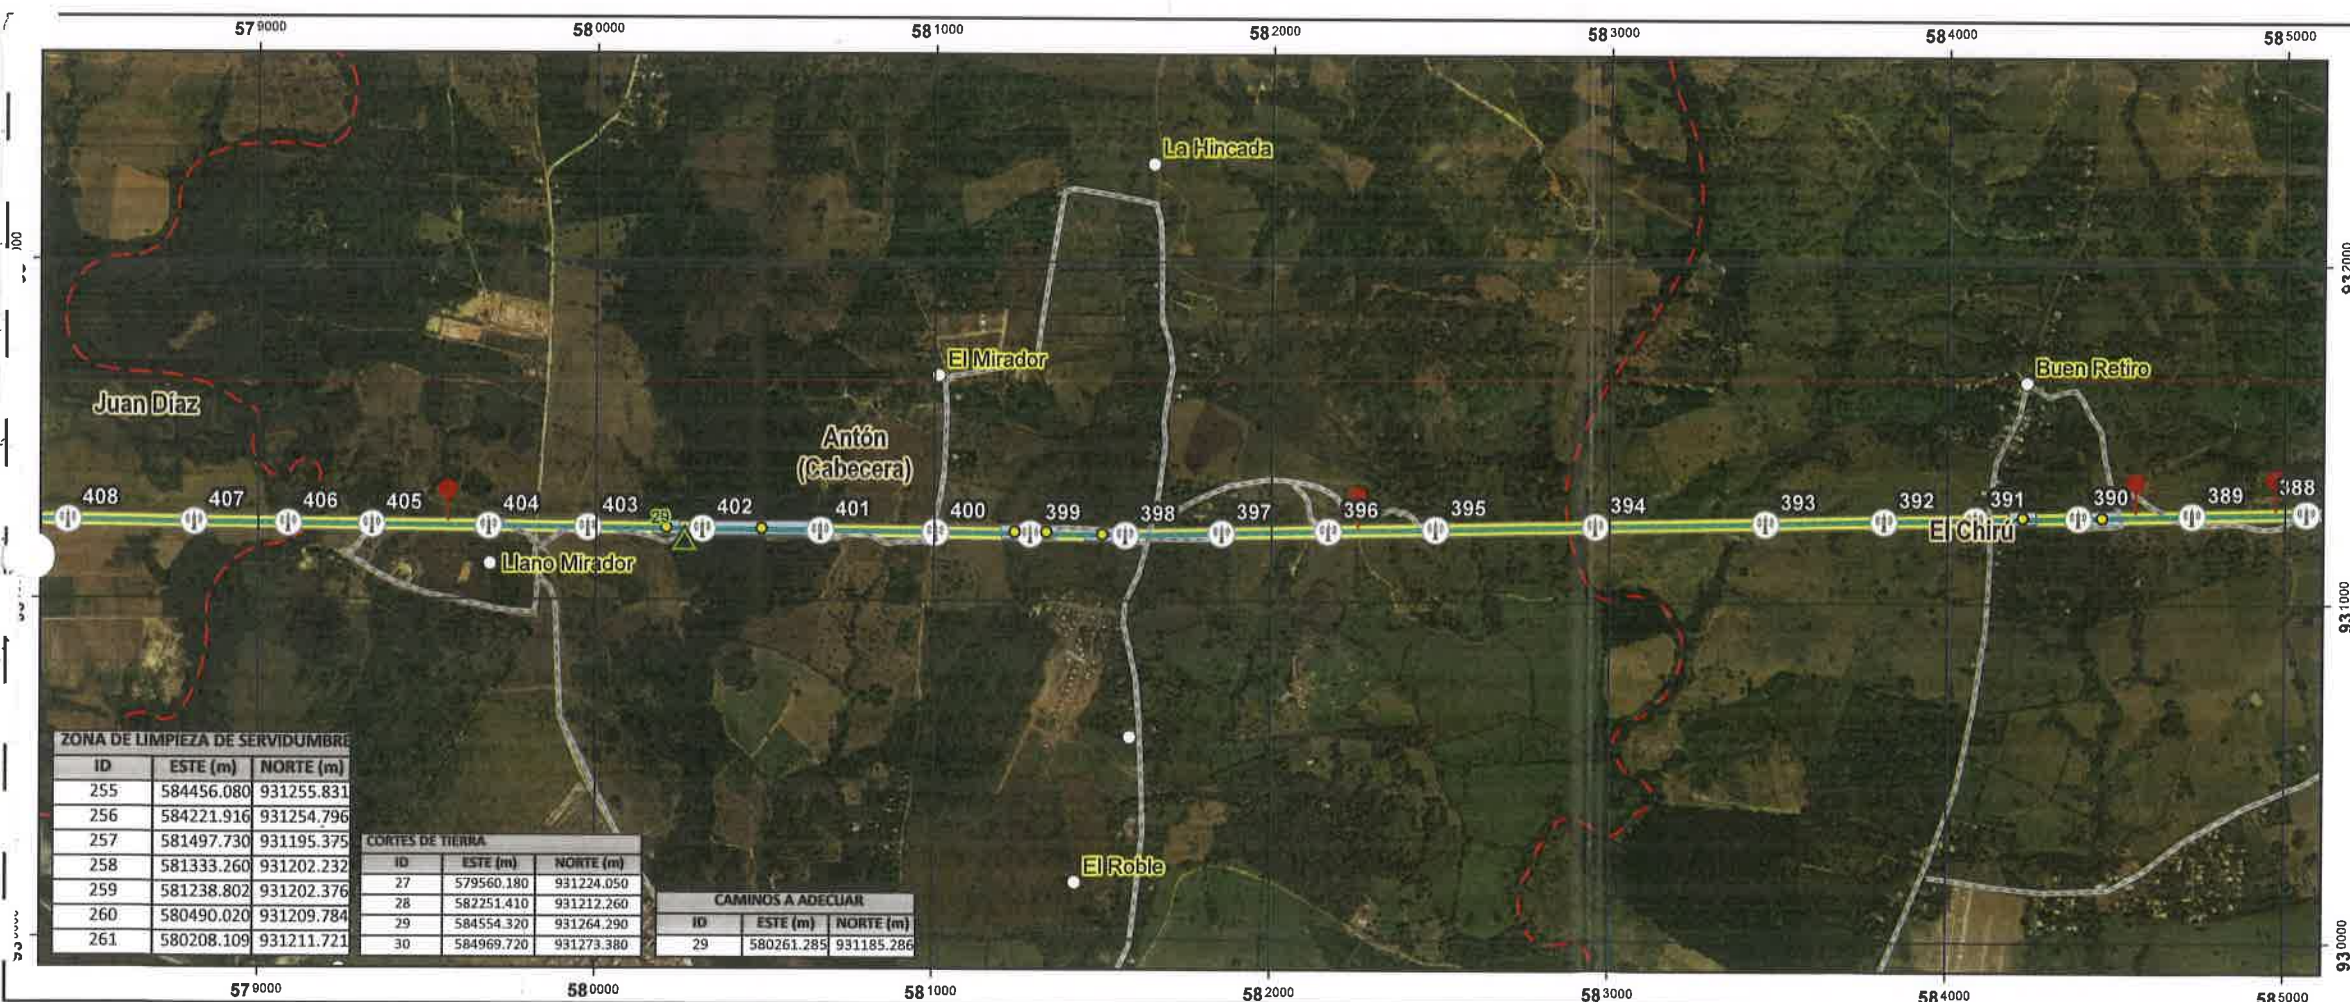 579000 580000 581000 582000 583000 584000 585000
La Hincada
932000
El Mirador
Buen Retiro
Juan Díaz
Antón
(Cabecera)
408 407 406 405 404 403 402 401 400 399 398 397 396 395 394 393 392 391 390 389 388
29
El Chirú
Llano Mirador
931000
ZONA DE LIMPIEZA DE SERVIDUMBRE
ID ESTE (m) NORTE (m)
255 584456.080 931255.831
256 584221.916 931254.796
257 581497.730 931195.375
258 581333.260 931202.232
259 581238.802 931202.376
260 580490.020 931209.784
261 580208.109 931211.721
CORTES DE TIERRA
ID ESTE (m) NORTE (m)
27 579560.180 931224.050
28 582251.410 931212.260
29 584554.320 931264.290
30 584969.720 931273.380
El Roble
CAMINOS A ADECUAR
ID ESTE (m) NORTE (m)
29 580261.285 931185.286
930000
579000 580000 581000 582000 583000 584000 585000